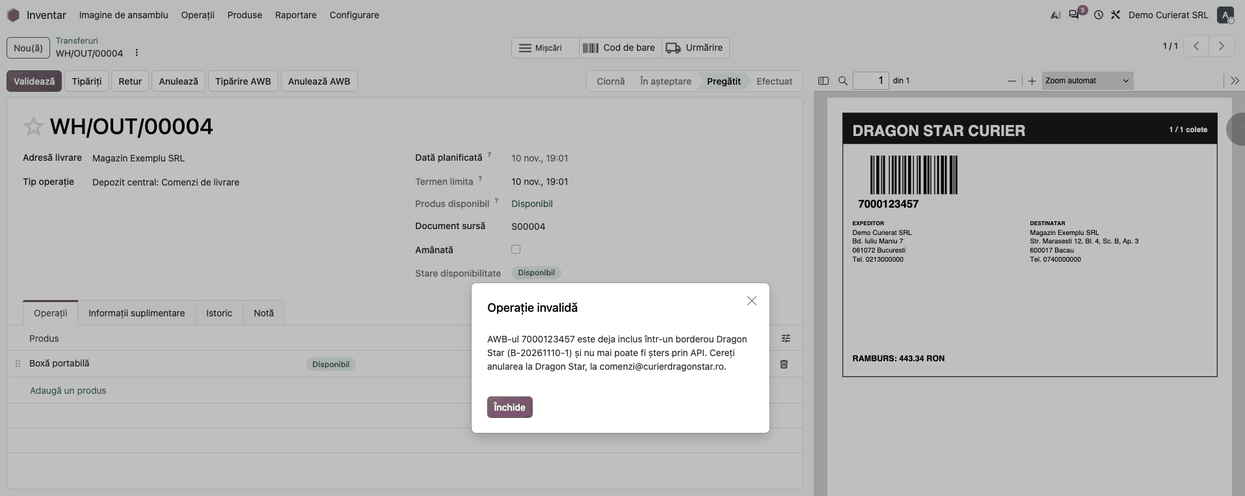 Inventar
Imagine de ansamblu
Operații
Produse
Raportare
Configurare
3
Demo Curierat SRL
A
Nou(ă)
Transferuri
WH/OUT/00004
Mișcări
Cod de bare
Urmărire
1 / 1
Validează
Tipăriți
Retur
Anulează
Tipărire AWB
Anulează AWB
Ciornă
În așteptare
Pregătit
Efectuat
1
din 1
Zoom automat
WH/OUT/00004
Adresă livrare
Magazin Exemplu SRL
Tip operație
Depozit central: Comenzi de livrare
Dată planificată ?
10 nov., 19:01
Termen limita ?
10 nov., 19:01
Produs disponibil ?
Disponibil
Document sursă
S00004
Amânată
Stare disponibilitate
Disponibil
Operații
Informații suplimentare
Istoric
Notă
Produs
Boxă portabilă
Disponibil
Adaugă un produs
Operație invalidă
AWB-ul 7000123457 este deja inclus într-un borderou Dragon
Star (B-20261110-1) și nu mai poate fi șters prin API. Cereți
anularea la Dragon Star, la comenzi@curierdragonstar.ro.
Închide
DRAGON STAR CURIER
1 / 1 colete
7000123457
EXPEDITOR
Demo Curierat SRL
Bd. Iuliu Maniu 7
061072 Bucuresti
Tel. 0213000000
DESTINATAR
Magazin Exemplu SRL
Str. Marasesti 12, Bl. 4, Sc. B, Ap. 3
600017 Bacau
Tel. 0740000000
RAMBURS: 443.34 RON